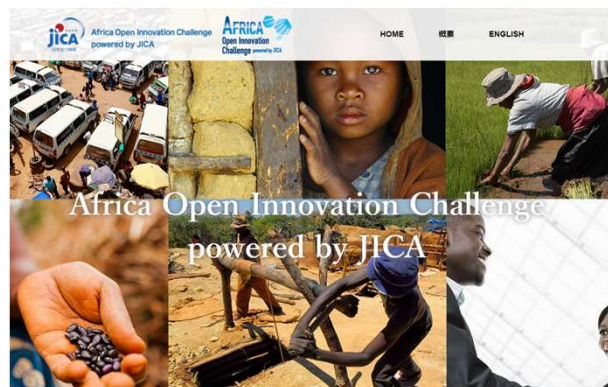 JICA
Africa Open Innovation Challenge
powered by JICA
AFRICA
Open Innovation
Challenge powered by JICA
HOME
概要
ENGLISH
Africa Open Innovation Challenge
powered by JICA